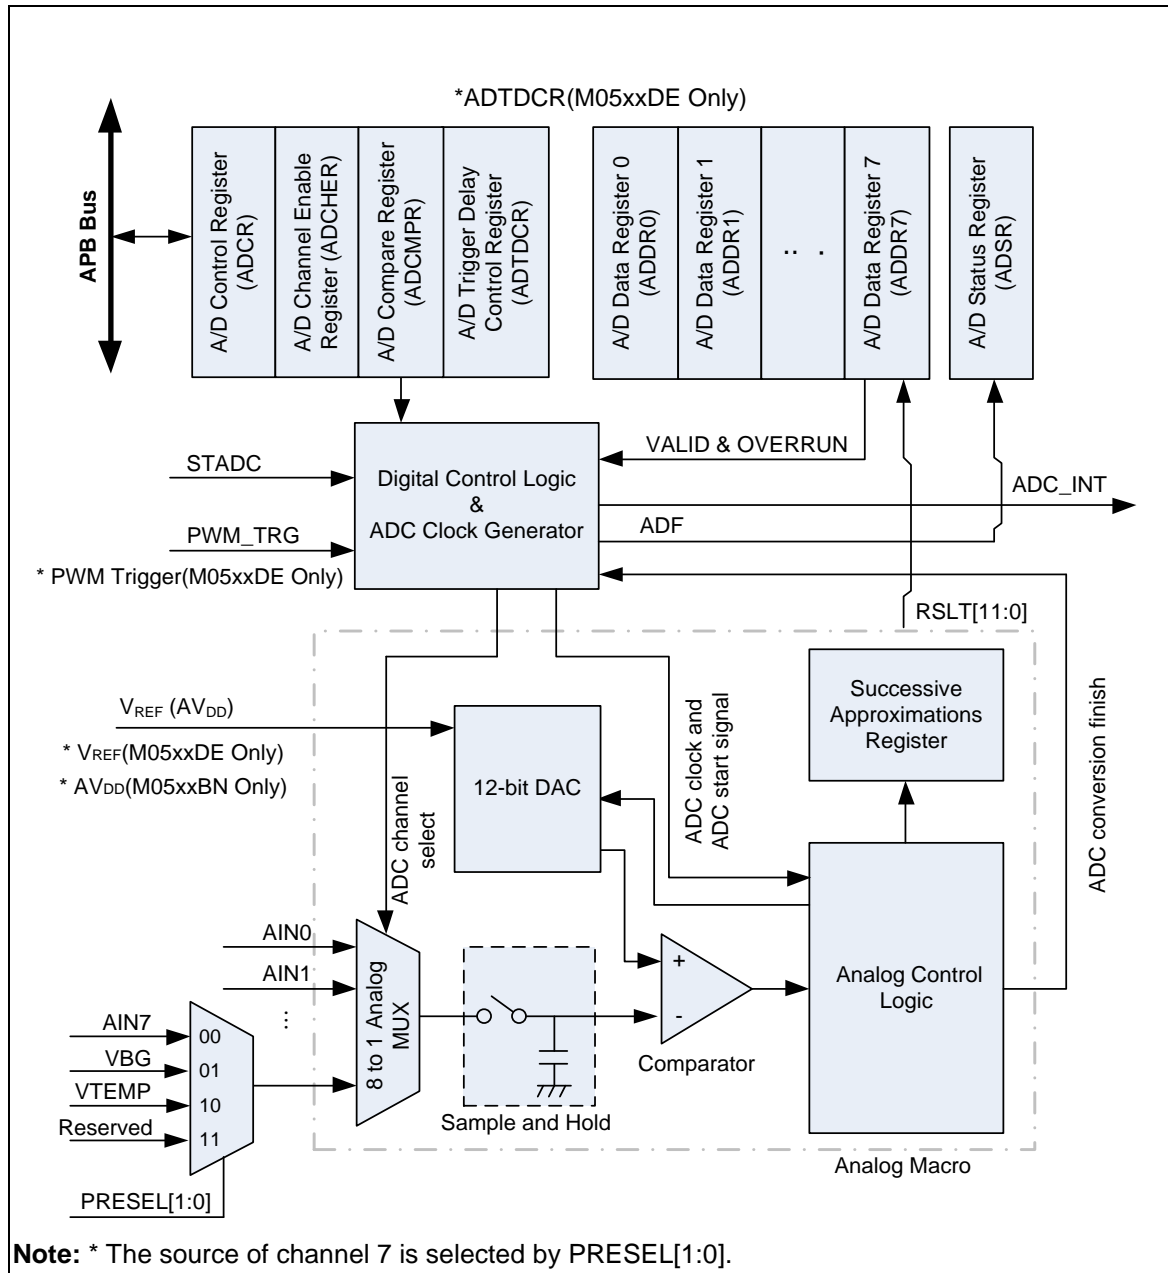 *ADTDCR(M05xxDE Only)
APB Bus
A/D Control Register
(ADCR)
A/D Channel Enable
Register (ADCHER)
A/D Compare Register
(ADCMPR)
A/D Trigger Delay
Control Register
(ADTDCR)
A/D Data Register 0
(ADDR0)
A/D Data Register 1
(ADDR1)
.. .
A/D Data Register 7
(ADDR7)
A/D Status Register
(ADSR)
VALID & OVERRUN
STADC
Digital Control Logic
&
ADC Clock Generator
ADC_INT
ADF
PWM_TRG
* PWM Trigger(M05xxDE Only)
RSLT[11:0]
VREF (AVDD)
* VREF(M05xxDE Only)
* AVDD(M05xxBN Only)
12-bit DAC
ADC channel
select
ADC clock and
ADC start signal
Successive
Approximations
Register
ADC conversion finish
AIN0
AIN1
...
8 to 1 Analog
MUX
+
-
Comparator
Analog Control
Logic
AIN7
00
VBG
01
VTEMP
10
Reserved
11
Sample and Hold
Analog Macro
PRESEL[1:0]
Note: * The source of channel 7 is selected by PRESEL[1:0].